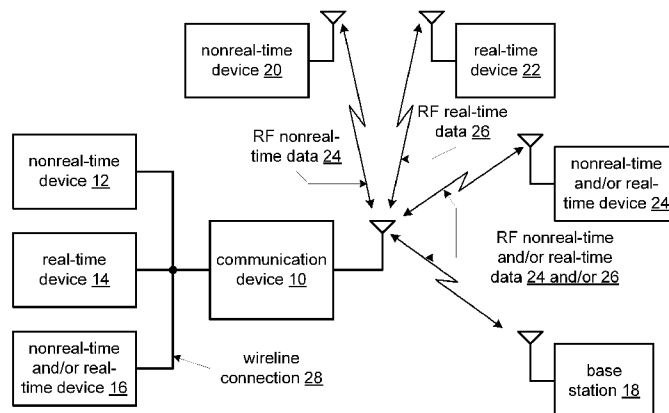 nonreal-time
device 20
real-time
device 22
RF nonreal-
time data 24
RF real-time
data 26
nonreal-time
device 12
nonreal-time
and/or real-
time device 24
real-time
device 14
communication
device 10
RF nonreal-time
and/or real-time
data 24 and/or 26
nonreal-time
and/or real-
time device 16
wireline
connection 28
base
station 18